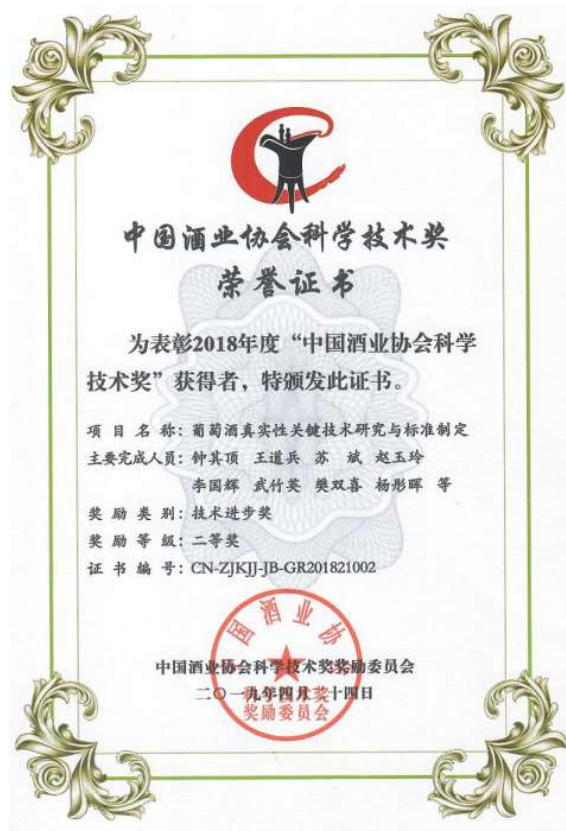 中国酒业协会科学技术奖
荣誉证书
为表彰2018年度“中国酒业协会科学
技术奖”获得者，特颁发此证书。
项目名称：葡萄酒真实性关键技术研究与标准制定
主要完成人员：钟其顶 王道兵 苏斌 赵玉玲
李国辉 武竹英 樊双喜 杨彤晖 等
奖励类别：技术进步奖
奖励等级：二等奖
证书编号：CN-ZJKJJ-JB-GR201821002
中国酒业协会科学技术奖奖励委员会
二〇一九年四月二十四日
奖励委员会